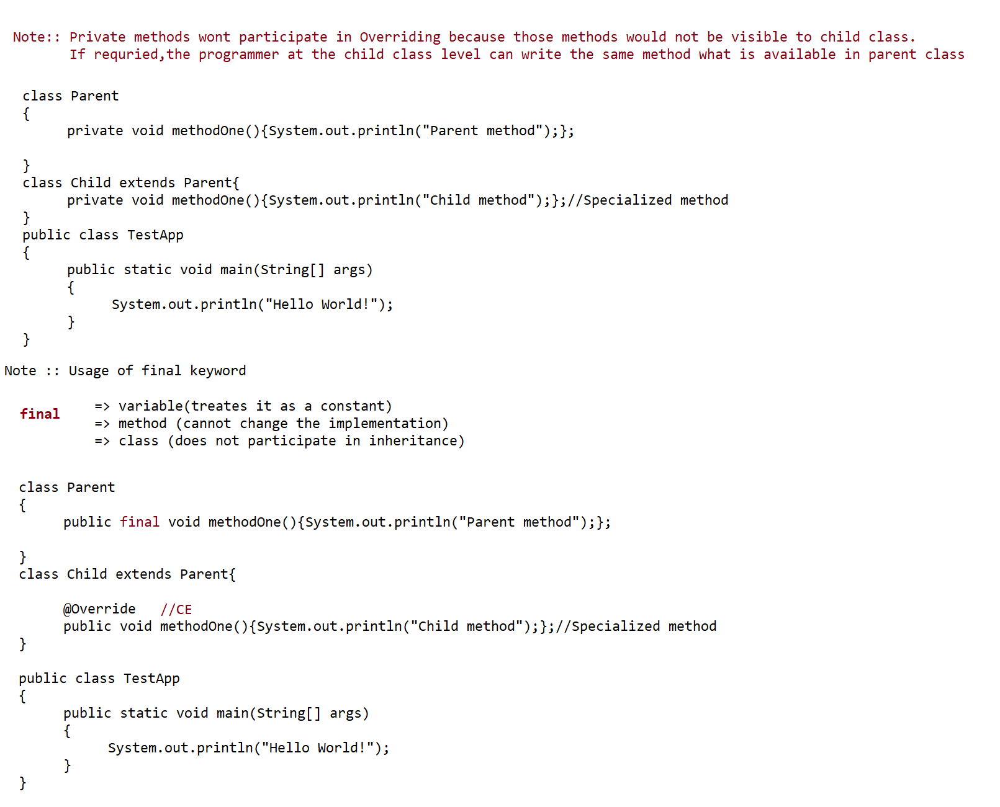 Note:: Private methods wont participate in Overriding because those methods would not be visible to child class.
If requried,the programmer at the child class level can write the same method what is available in parent class
class Parent
{
private void methodOne(){System.out.println("Parent method");};
}
class Child extends Parent{
private void methodOne(){System.out.println("Child method");};//Specialized method
}
public class TestApp
{
public static void main(String[] args)
{
System.out.println("Hello World!");
}
}
Note :: Usage of final keyword
=> variable(treates it as a constant)
final
=> method (cannot change the implementation)
=> class (does not participate in inheritance)
class Parent
{
public final void methodOne(){System.out.println("Parent method");};
}
class Child extends Parent{
@Override //CE
public void methodOne(){System.out.println("Child method");};//Specialized method
}
public class TestApp
{
public static void main(String[] args)
{
System.out.println("Hello World!");
}
}